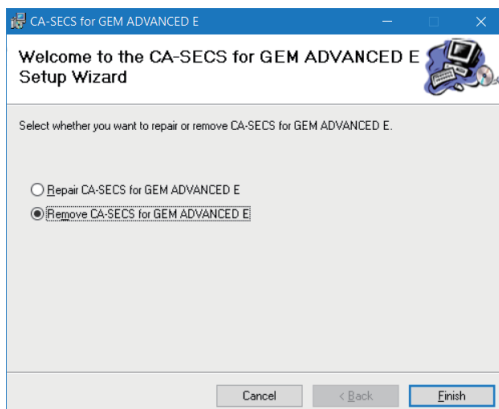 CA-SECS for GEM ADVANCED E
Welcome to the CA-SECS for GEM ADVANCED E
Setup Wizard
Select whether you want to repair or remove CA-SECS for GEM ADVANCED E.
Repair CA-SECS for GEM ADVANCED E
Remove CA-SECS for GEM ADVANCED E
Cancel
< Back
Finish